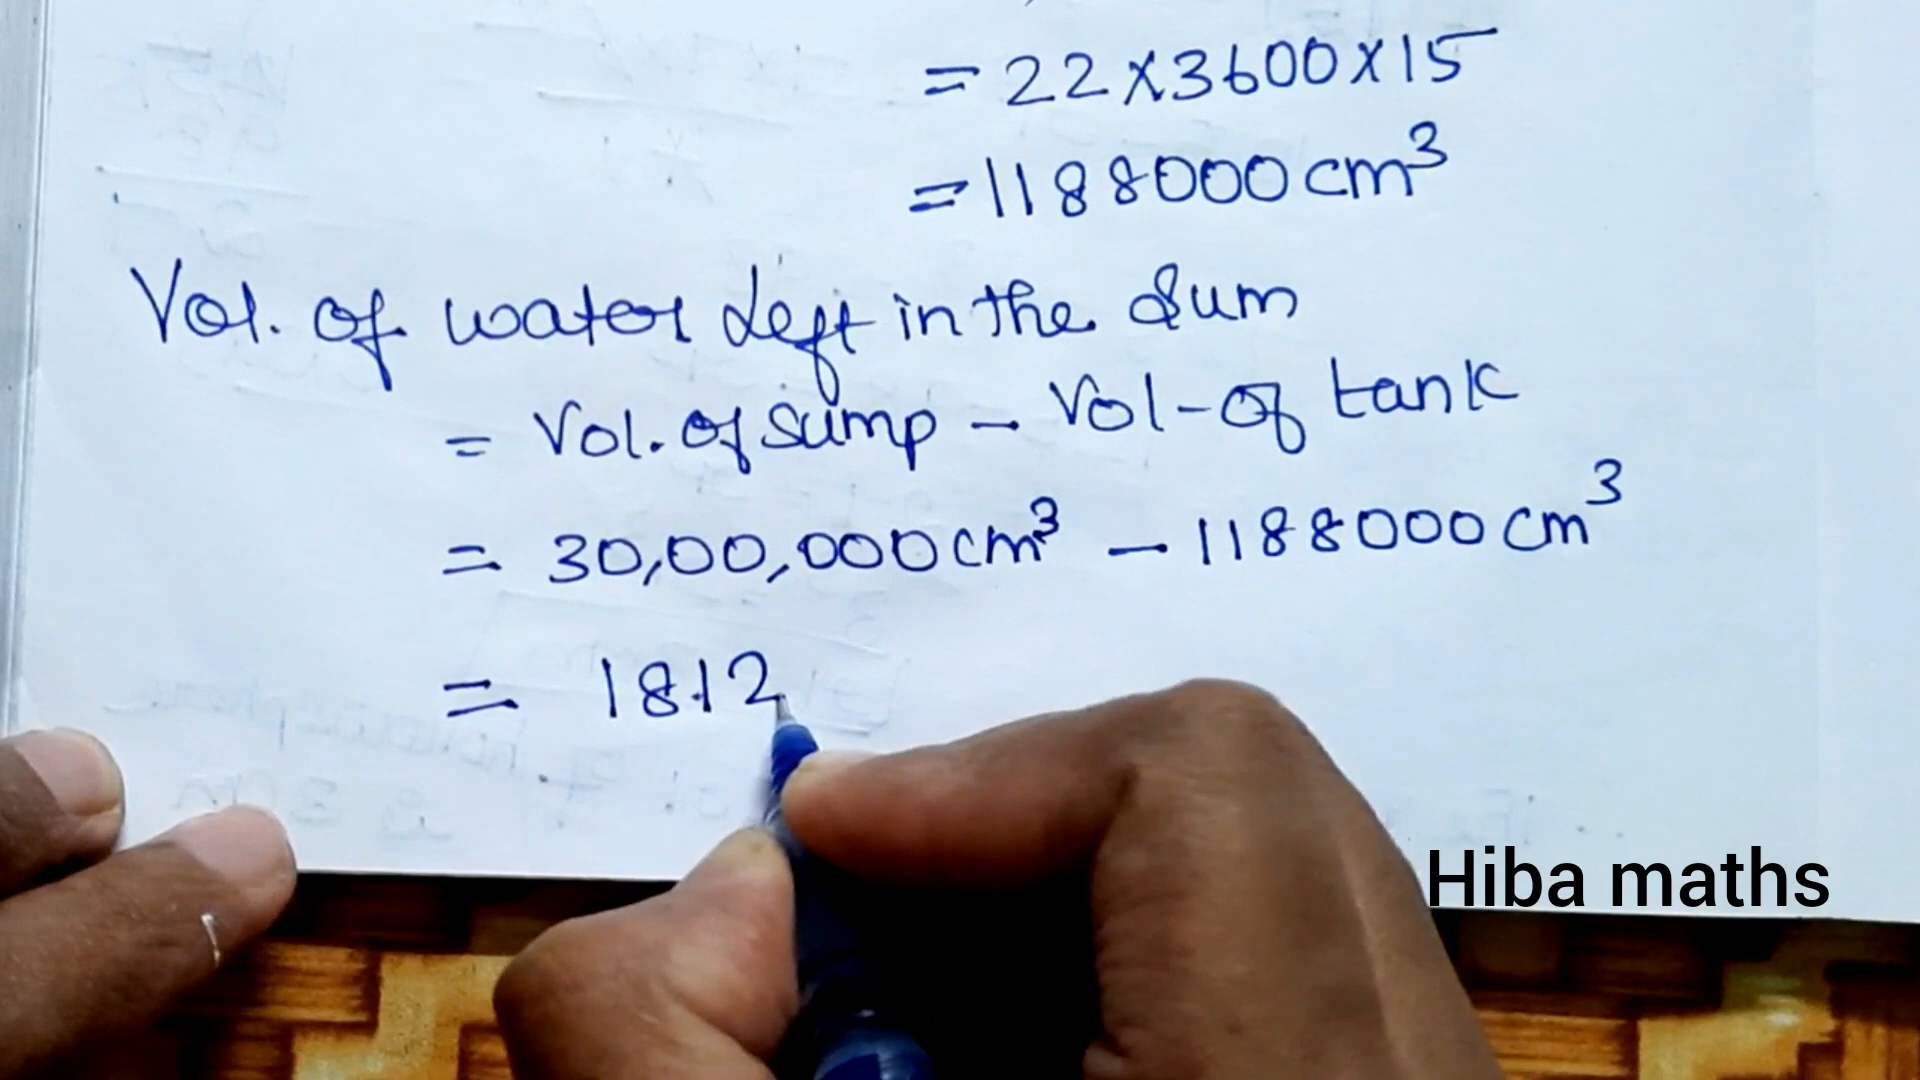 = 22 x 3600 x 15
= 1188000 cm³
Vol. of water left in the Sum
= Vol. of sump - Vol - of tank
= 30,00,000 cm³ - 1188000 cm³
= 1812
Hiba maths